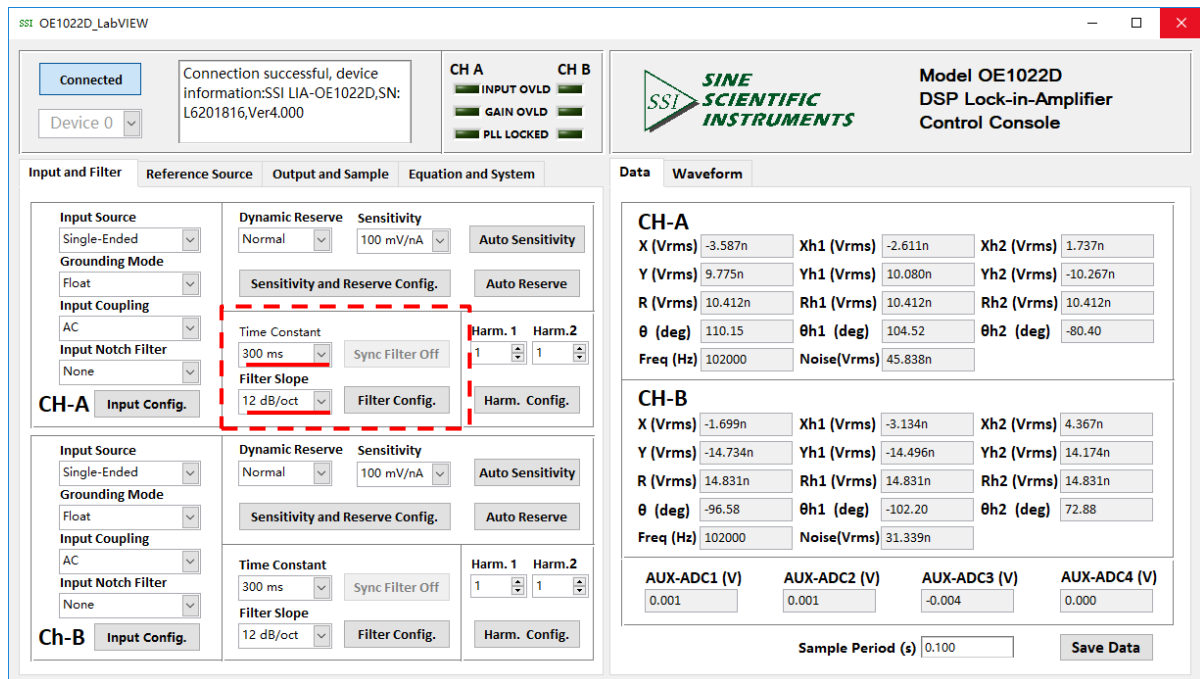 SSI OE1022D_LabVIEW
Connected
Device 0
Connection successful, device
information:SSI LIA-OE1022D,SN:
L6201816,Ver4.000
CH A CH B
INPUT OVLD
GAIN OVLD
PLL LOCKED
SSI
SINE
SCIENTIFIC
INSTRUMENTS
Model OE1022D
DSP Lock-in-Amplifier
Control Console
Input and Filter Reference Source Output and Sample Equation and System
Input Source
Single-Ended
Grounding Mode
Float
Input Coupling
AC
Input Notch Filter
None
CH-A Input Config.
Dynamic Reserve Sensitivity
Normal 100 mV/nA Auto Sensitivity
Sensitivity and Reserve Config. Auto Reserve
Time Constant
300 ms Sync Filter Off
Filter Slope
12 dB/oct Filter Config.
Harm. 1 Harm.2
1 1
Harm. Config.
Input Source
Single-Ended
Grounding Mode
Float
Input Coupling
AC
Input Notch Filter
None
Ch-B Input Config.
Dynamic Reserve Sensitivity
Normal 100 mV/nA Auto Sensitivity
Sensitivity and Reserve Config. Auto Reserve
Time Constant
300 ms Sync Filter Off
Filter Slope
12 dB/oct Filter Config.
Harm. 1 Harm.2
1 1
Harm. Config.
Data Waveform
CH-A
X (Vrms) -3.587n Xh1 (Vrms) -2.611n Xh2 (Vrms) 1.737n
Y (Vrms) 9.775n Yh1 (Vrms) 10.080n Yh2 (Vrms) -10.267n
R (Vrms) 10.412n Rh1 (Vrms) 10.412n Rh2 (Vrms) 10.412n
θ (deg) 110.15 θh1 (deg) 104.52 θh2 (deg) -80.40
Freq (Hz) 102000 Noise(Vrms) 45.838n
CH-B
X (Vrms) -1.699n Xh1 (Vrms) -3.134n Xh2 (Vrms) 4.367n
Y (Vrms) -14.734n Yh1 (Vrms) -14.496n Yh2 (Vrms) 14.174n
R (Vrms) 14.831n Rh1 (Vrms) 14.831n Rh2 (Vrms) 14.831n
θ (deg) -96.58 θh1 (deg) -102.20 θh2 (deg) 72.88
Freq (Hz) 102000 Noise(Vrms) 31.339n
AUX-ADC1 (V) AUX-ADC2 (V) AUX-ADC3 (V) AUX-ADC4 (V)
0.001 0.001 -0.004 0.000
Sample Period (s) 0.100 Save Data